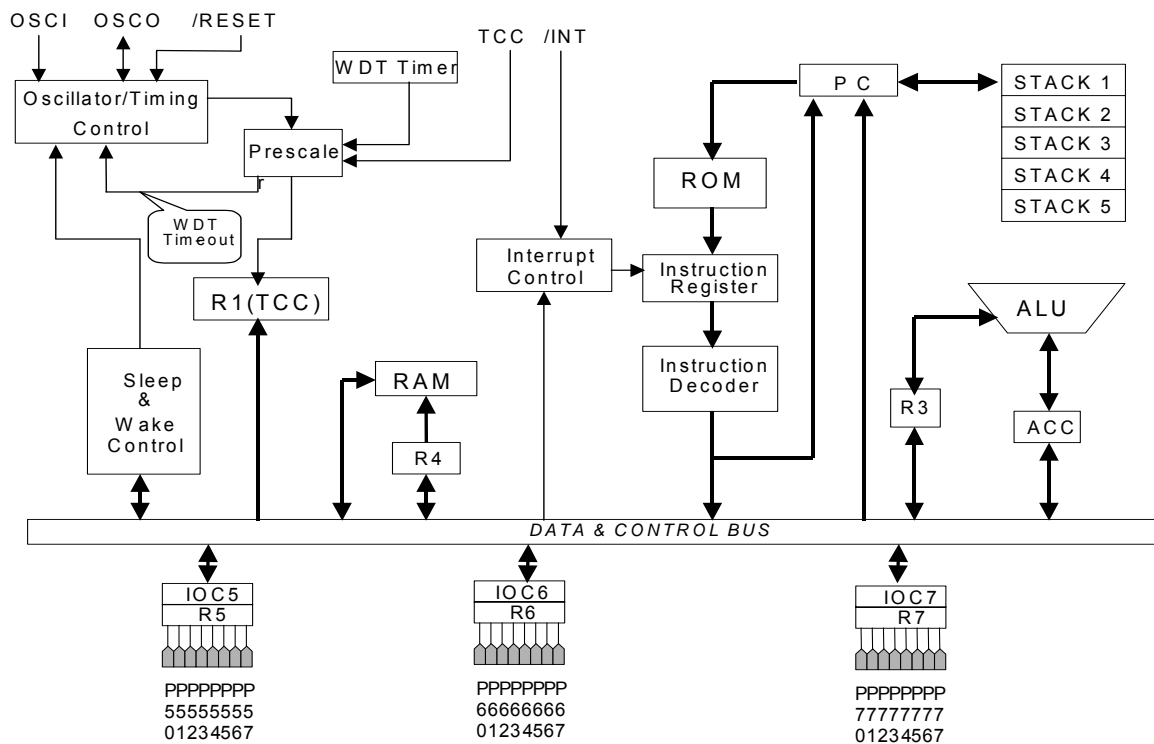 OSCI OSCO /RESET
TCC /INT
WDT Timer
Oscillator/Timing
Control
Prescale
r
WDT
Timeout
R1(TCC)
Sleep
&
Wake
Control
RAM
R4
Interrupt
Control
PC
ROM
Instruction
Register
Instruction
Decoder
STACK 1
STACK 2
STACK 3
STACK 4
STACK 5
ALU
R3
ACC
DATA & CONTROL BUS
IOC5
R5
PPPPPPPP
55555555
01234567
IOC6
R6
PPPPPPPP
66666666
01234567
IOC7
R7
PPPPPPPP
77777777
01234567